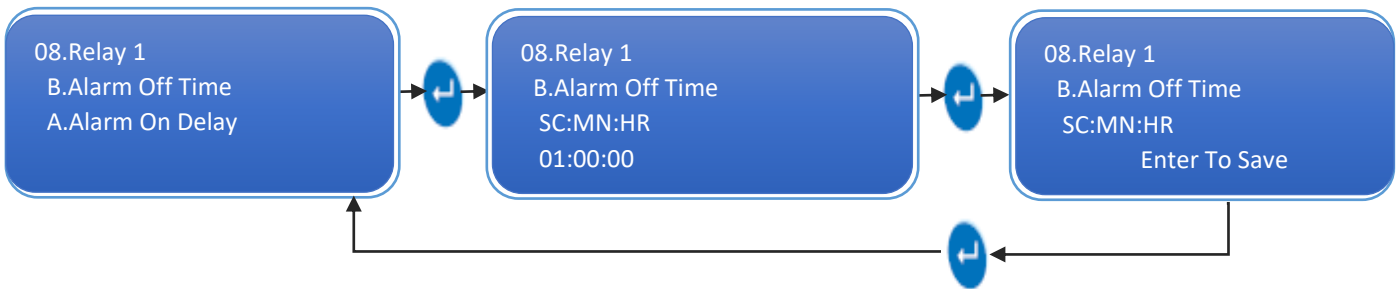 08.Relay 1
B.Alarm Off Time
A.Alarm On Delay
08.Relay 1
B.Alarm Off Time
SC:MN:HR
01:00:00
08.Relay 1
B.Alarm Off Time
SC:MN:HR
Enter To Save